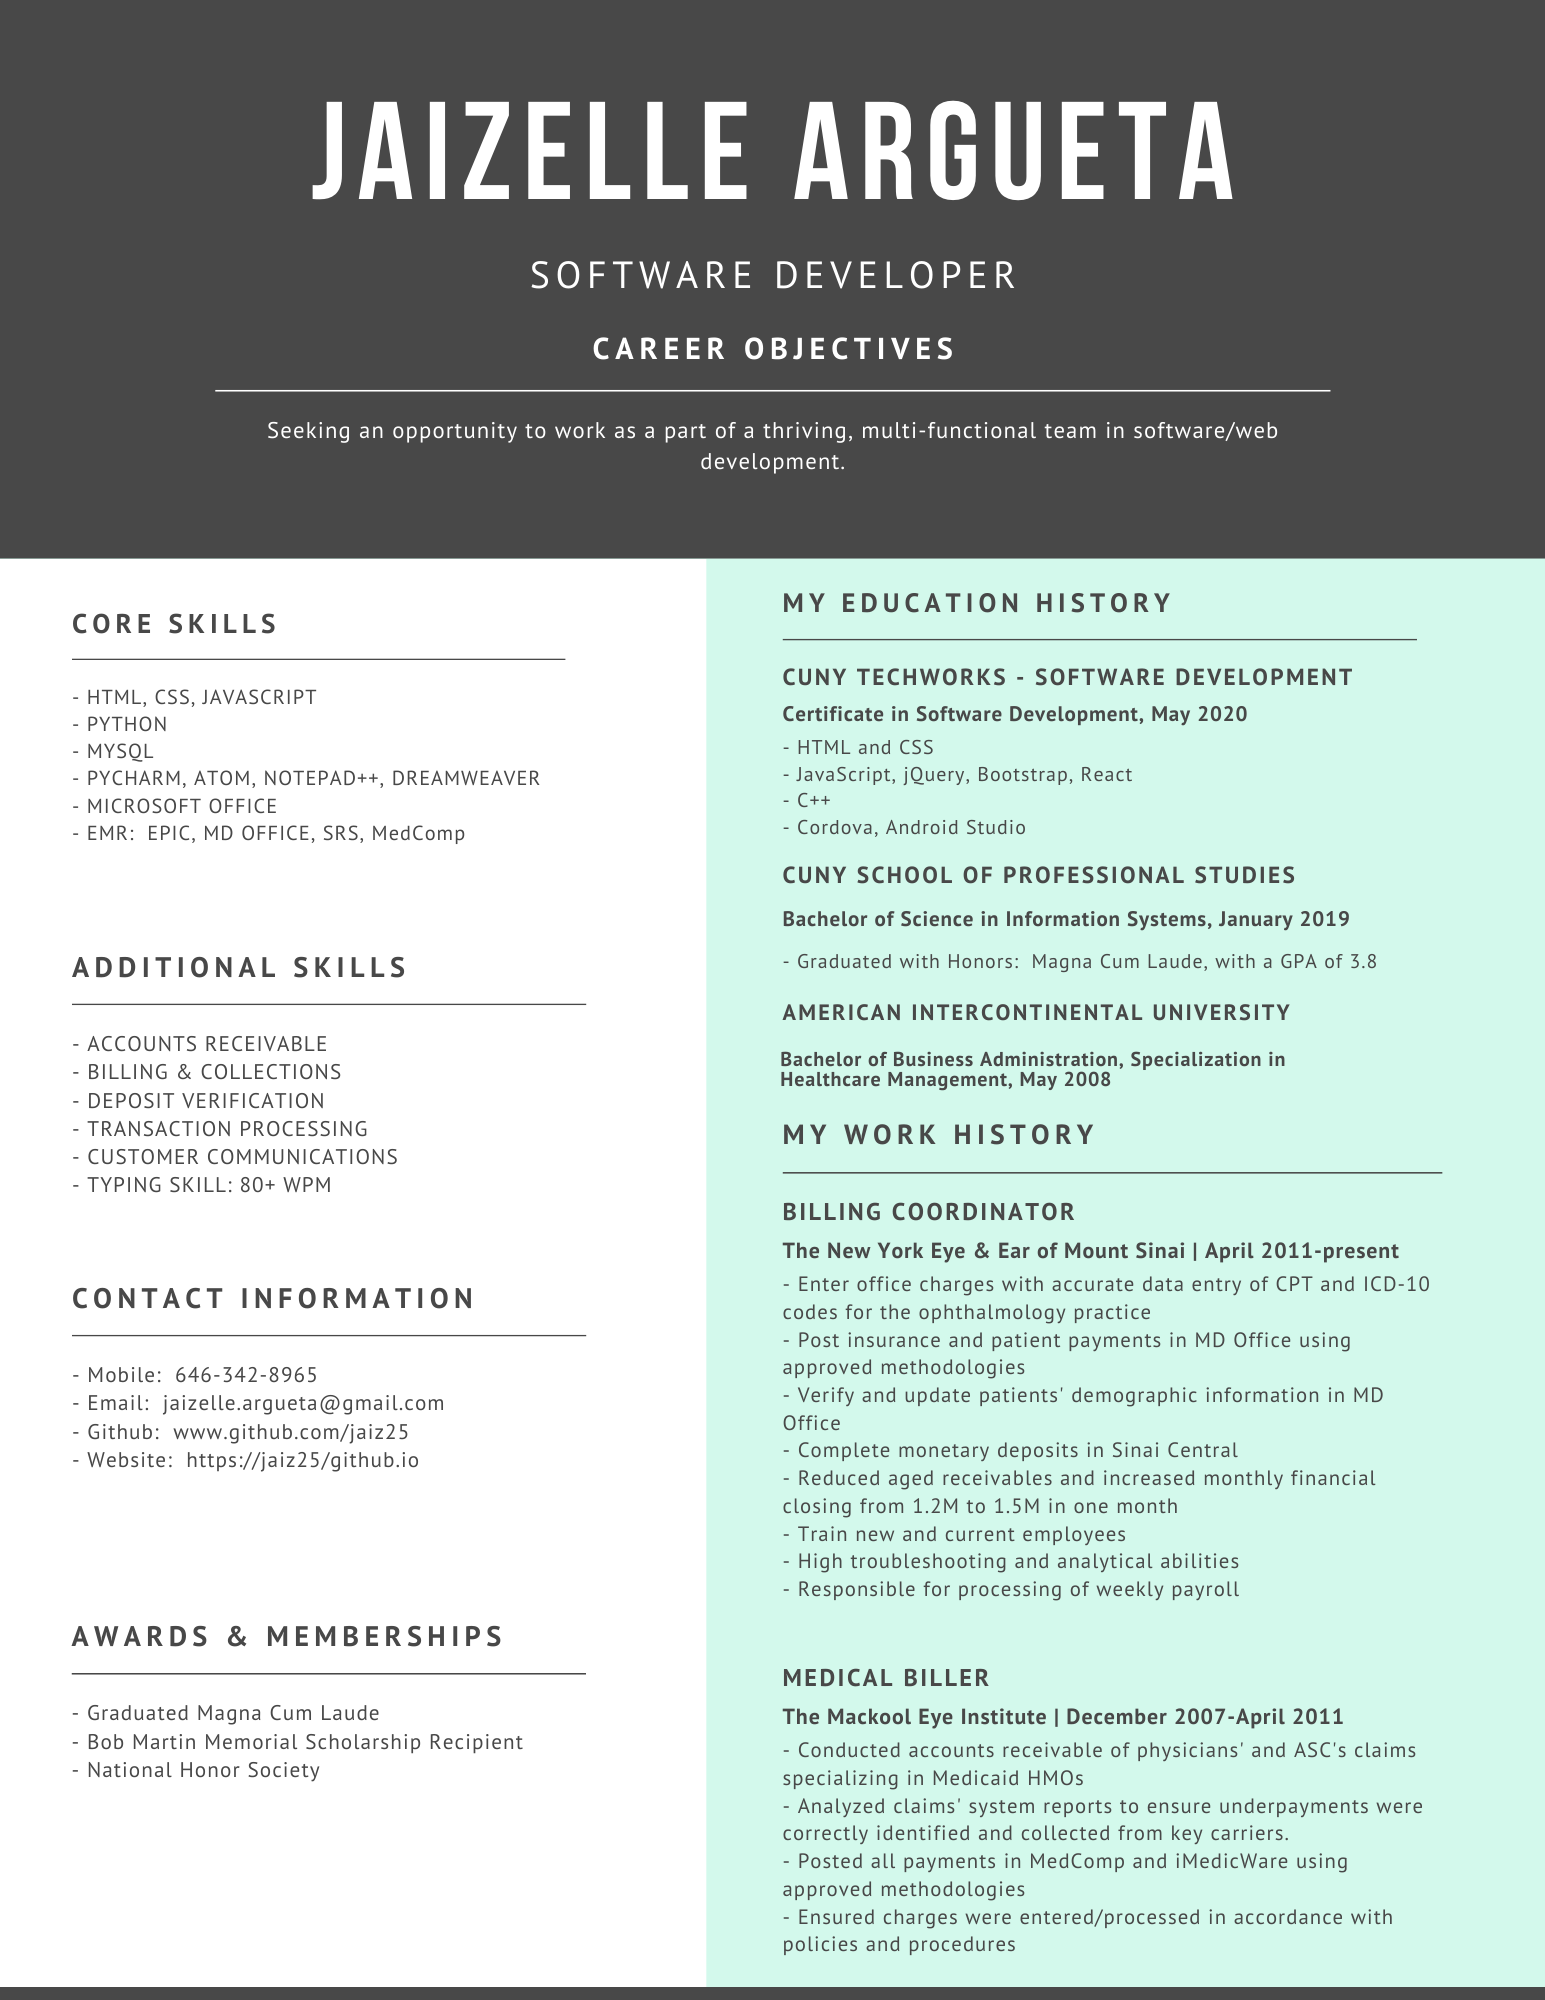 JAIZELLE ARGUETA
SOFTWARE DEVELOPER
CAREER OBJECTIVES
Seeking an opportunity to work as a part of a thriving, multi-functional team in software/web
development.
CORE SKILLS
- HTML, CSS, JAVASCRIPT
- PYTHON
- MYSQL
- PYCHARM, ATOM, NOTEPAD++, DREAMWEAVER
- MICROSOFT OFFICE
- EMR:  EPIC, MD OFFICE, SRS, MedComp
ADDITIONAL SKILLS
- ACCOUNTS RECEIVABLE
- BILLING & COLLECTIONS
- DEPOSIT VERIFICATION
- TRANSACTION PROCESSING
- CUSTOMER COMMUNICATIONS
- TYPING SKILL: 80+ WPM
CONTACT INFORMATION
- Mobile:  646-342-8965
- Email:  jaizelle.argueta@gmail.com
- Github:  www.github.com/jaiz25
- Website:  https://jaiz25/github.io
AWARDS & MEMBERSHIPS
- Graduated Magna Cum Laude
- Bob Martin Memorial Scholarship Recipient
- National Honor Society
MY EDUCATION HISTORY
CUNY TECHWORKS - SOFTWARE DEVELOPMENT
Certificate in Software Development, May 2020
- HTML and CSS
- JavaScript, jQuery, Bootstrap, React
- C++
- Cordova, Android Studio
CUNY SCHOOL OF PROFESSIONAL STUDIES
Bachelor of Science in Information Systems, January 2019
- Graduated with Honors:  Magna Cum Laude, with a GPA of 3.8
AMERICAN INTERCONTINENTAL UNIVERSITY
Bachelor of Business Administration, Specialization in
Healthcare Management, May 2008
MY WORK HISTORY
BILLING COORDINATOR
The New York Eye & Ear of Mount Sinai | April 2011-present
- Enter office charges with accurate data entry of CPT and ICD-10
codes for the ophthalmology practice
- Post insurance and patient payments in MD Office using
approved methodologies
- Verify and update patients' demographic information in MD
Office
- Complete monetary deposits in Sinai Central
- Reduced aged receivables and increased monthly financial
closing from 1.2M to 1.5M in one month
- Train new and current employees
- High troubleshooting and analytical abilities
- Responsible for processing of weekly payroll
MEDICAL BILLER
The Mackool Eye Institute | December 2007-April 2011
- Conducted accounts receivable of physicians' and ASC's claims
specializing in Medicaid HMOs
- Analyzed claims' system reports to ensure underpayments were
correctly identified and collected from key carriers.
- Posted all payments in MedComp and iMedicWare using
approved methodologies
- Ensured charges were entered/processed in accordance with
policies and procedures